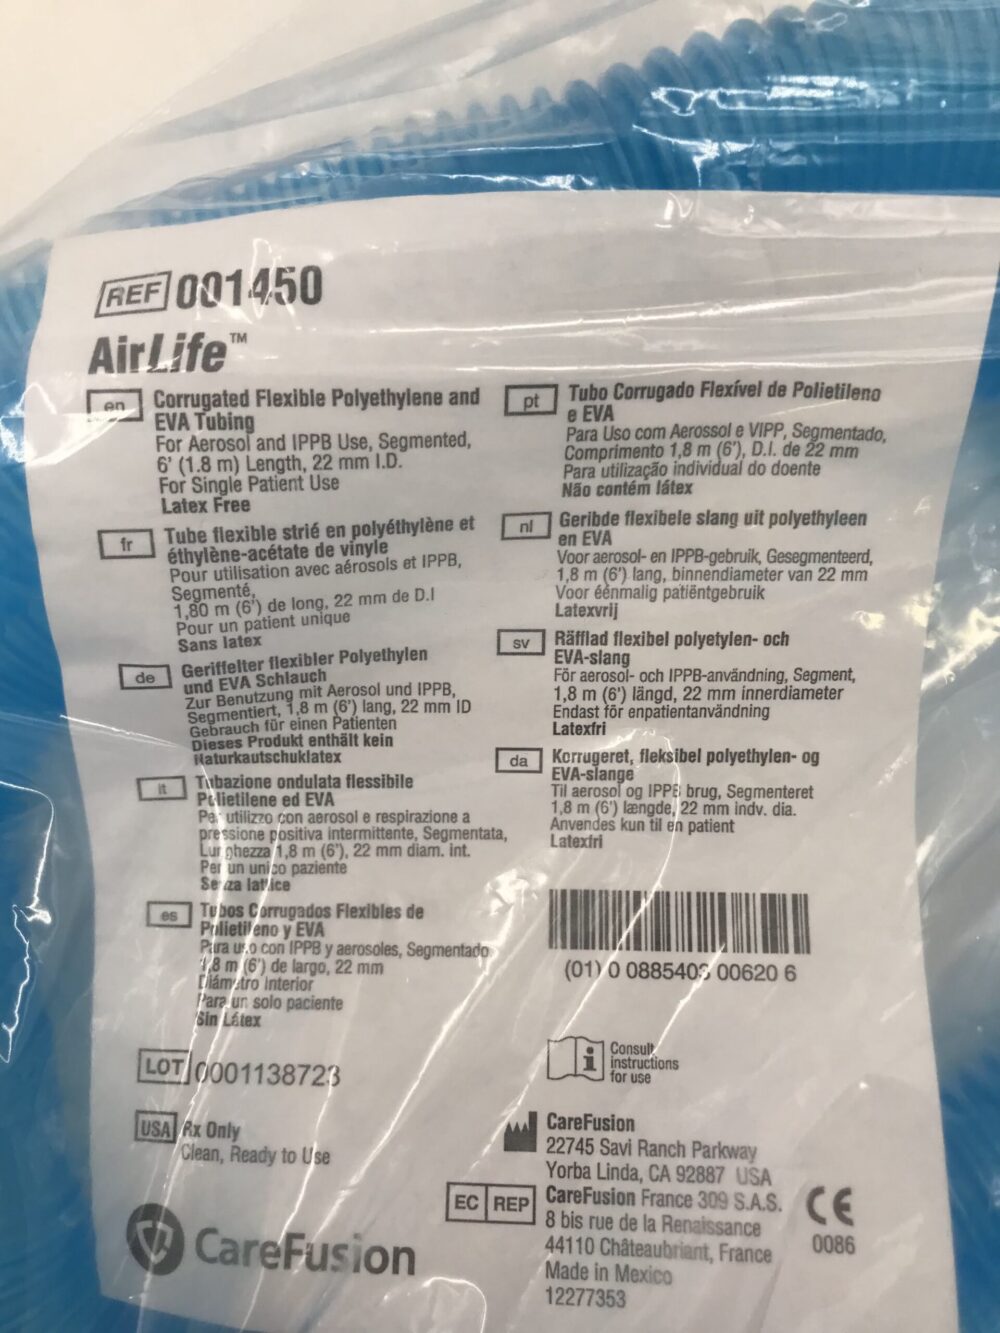 REF 001450
AirLife™
en Corrugated Flexible Polyethylene and
EVA Tubing
For Aerosol and IPPB Use, Segmented,
6' (1.8 m) Length, 22 mm I.D.
For Single Patient Use
Latex Free
fr Tube flexible strié en polyéthylène et
éthylène-acétate de vinyle
Pour utilisation avec aérosols et IPPB,
Segmenté,
1,80 m (6') de long, 22 mm de D.I
Pour un patient unique
Sans latex
de Geriffelter flexibler Polyethylen
und EVA Schlauch
Zur Benutzung mit Aerosol und IPPB,
Segmentiert, 1,8 m (6') lang, 22 mm ID
Gebrauch für einen Patienten
Dieses Produkt enthält kein
Naturkautschuklatex
it Tubazione ondulata flessibile
Polietilene ed EVA
Per utilizzo con aerosol e respirazione a
pressione positiva intermittente, Segmentata,
Lunghezza 1,8 m (6'), 22 mm diam. int.
Per un unico paziente
Senza lattice
es Tubos Corrugados Flexibles de
Polietileno y EVA
Para uso con IPPB y aerosoles, Segmentado
1,8 m (6') de largo, 22 mm
Diámetro Interior
Para un solo paciente
Sin Látex
pt Tubo Corrugado Flexível de Polietileno
e EVA
Para Uso com Aerossol e VIPP, Segmentado,
Comprimento 1,8 m (6'), D.I. de 22 mm
Para utilização individual do doente
Não contém látex
nl Geribde flexibele slang uit polyethyleen
en EVA
Voor aerosol- en IPPB-gebruik, Gesegmenteerd,
1,8 m (6') lang, binnendiameter van 22 mm
Voor éénmalig patiëntgebruik
Latexvrij
sv Räfflad flexibel polyetylen- och
EVA-slang
För aerosol- och IPPB-användning, Segment,
1,8 m (6') längd, 22 mm innerdiameter
Endast för enpatientanvändning
Latexfri
da Korrugeret, fleksibel polyethylen- og
EVA-slange
Til aerosol og IPPB brug, Segmenteret
1,8 m (6') længde, 22 mm indv. dia.
Anvendes kun til en patient
Latexfri
(01) 0 0885403 00620 6
LOT 0001138723
USA Rx Only
Clean, Ready to Use
CareFusion
Consult
instructions
for use
CareFusion
22745 Savi Ranch Parkway
Yorba Linda, CA 92887 USA
EC REP CareFusion France 309 S.A.S.
8 bis rue de la Renaissance
44110 Châteaubriant, France
Made in Mexico
12277353
CE
0086